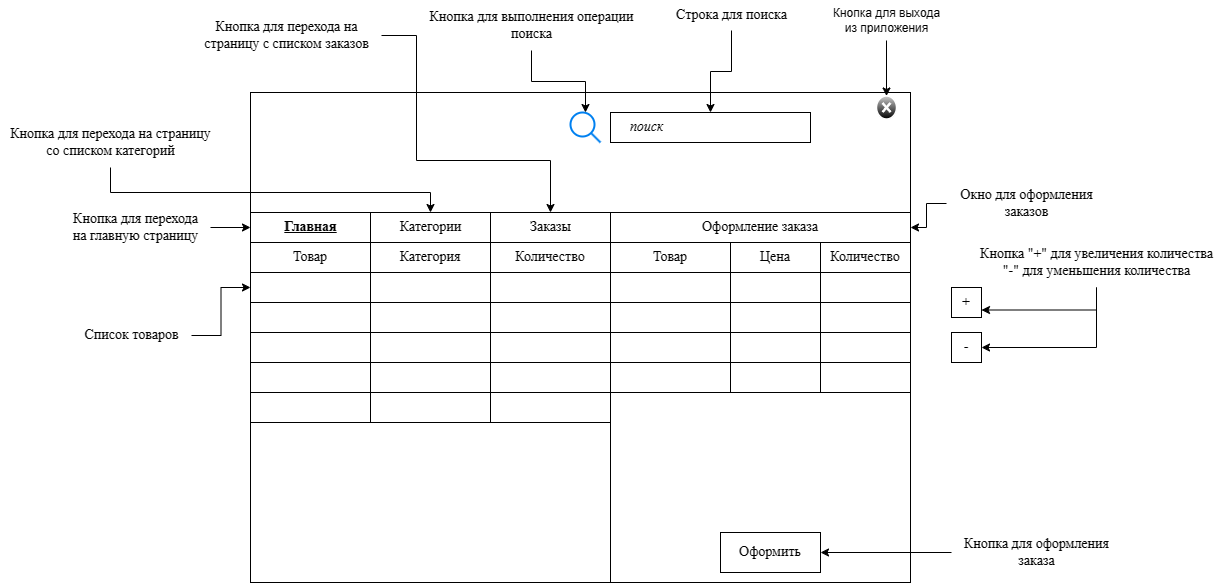 Кнопка для перехода на
страницу с списком заказов
Кнопка для выполнения операции
поиска
Строка для поиска
Кнопка для выхода
из приложения
поиск
Кнопка для перехода на страницу
со списком категорий
Кнопка для перехода
на главную страницу
Окно для оформления
заказов
Главная Категории Заказы Оформление заказа
Товар Категория Количество Товар Цена Количество
Кнопка "+" для увеличения количества
"-" для уменьшения количества
+
-
Список товаров
Оформить
Кнопка для оформления
заказа